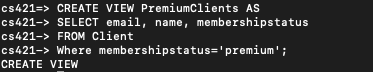 cs421=> CREATE VIEW PremiumClients AS
cs421-> SELECT email, name, membershipstatus
cs421-> FROM Client
cs421-> Where membershipstatus='premium';
CREATE VIEW